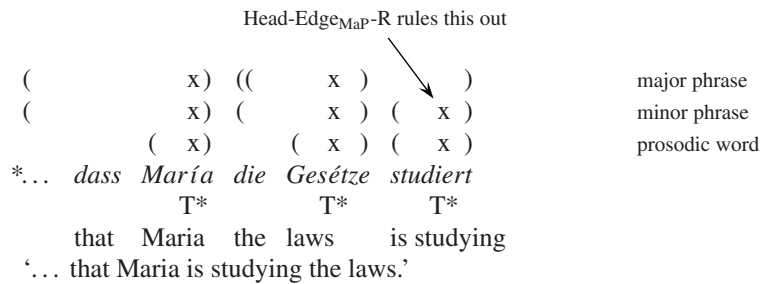 Head-Edge_MaP-R rules this out
( x) (( x ) ) major phrase
( x) ( x ) ( x ) minor phrase
( x) ( x ) ( x ) prosodic word
*... dass María die Gesétze studiert
T* T* T*
that Maria the laws is studying
‘... that Maria is studying the laws.’